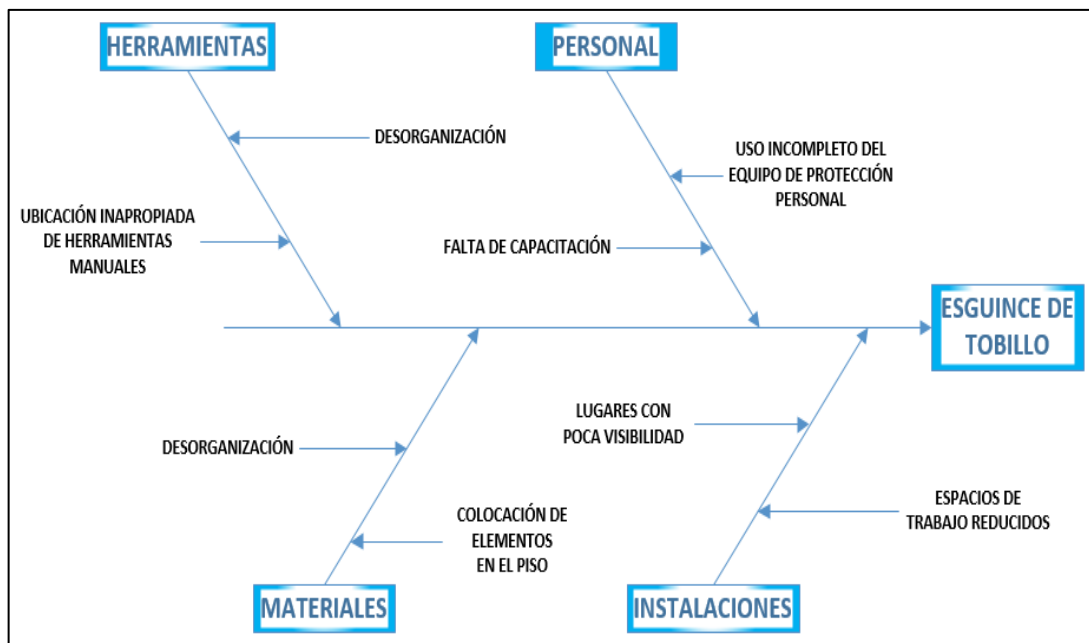 HERRAMIENTAS
PERSONAL
DESORGANIZACIÓN
USO INCOMPLETO DEL
EQUIPO DE PROTECCIÓN
PERSONAL
UBICACIÓN INAPROPIADA
DE HERRAMIENTAS
MANUALES
FALTA DE CAPACITACIÓN
ESGUINCE DE
TOBILLO
LUGARES CON
POCA VISIBILIDAD
DESORGANIZACIÓN
ESPACIOS DE
TRABAJO REDUCIDOS
COLOCACIÓN DE
ELEMENTOS
EN EL PISO
MATERIALES
INSTALACIONES